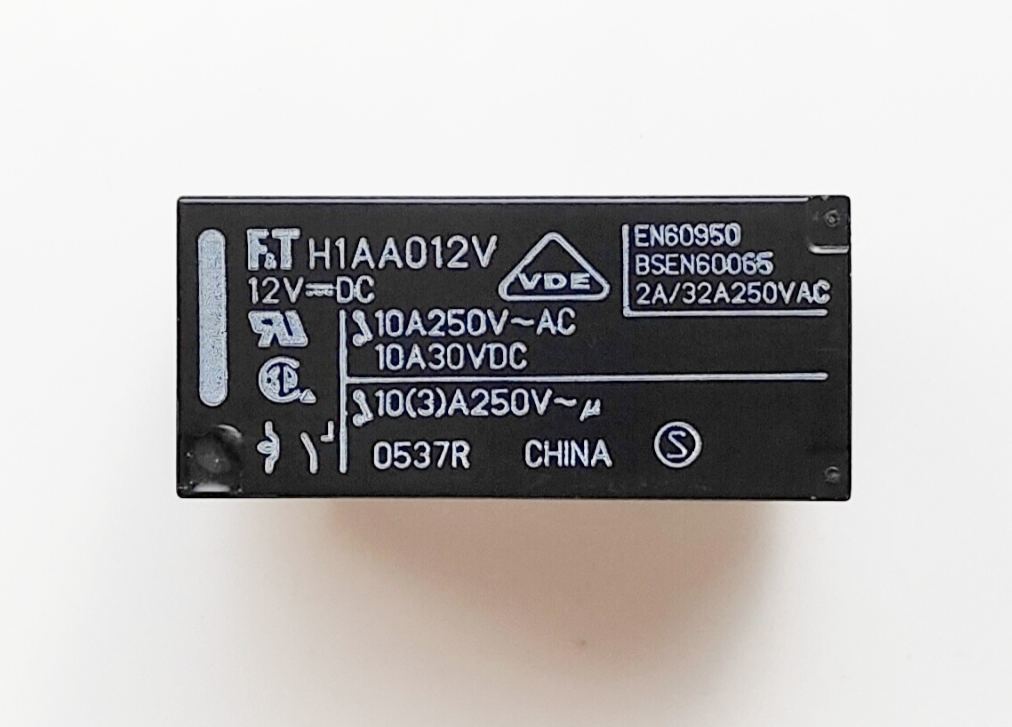 F&T H1AA012V
12V⎓DC
VDE
EN60950
BSEN60065
2A/32A250VAC
10A250V~AC
10A30VDC
10(3)A250V~µ
0537R CHINA S